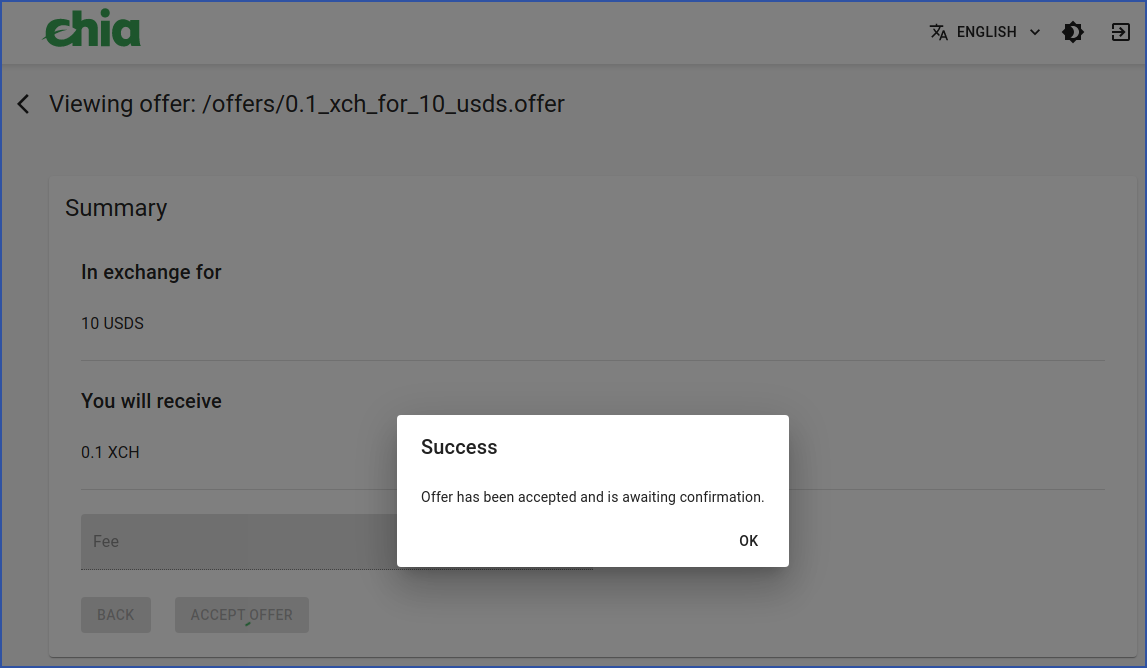 chia
ENGLISH
Viewing offer: /offers/0.1_xch_for_10_usds.offer
Summary
In exchange for
10 USDS
You will receive
0.1 XCH
Success
Offer has been accepted and is awaiting confirmation.
OK
Fee
BACK ACCEPT OFFER